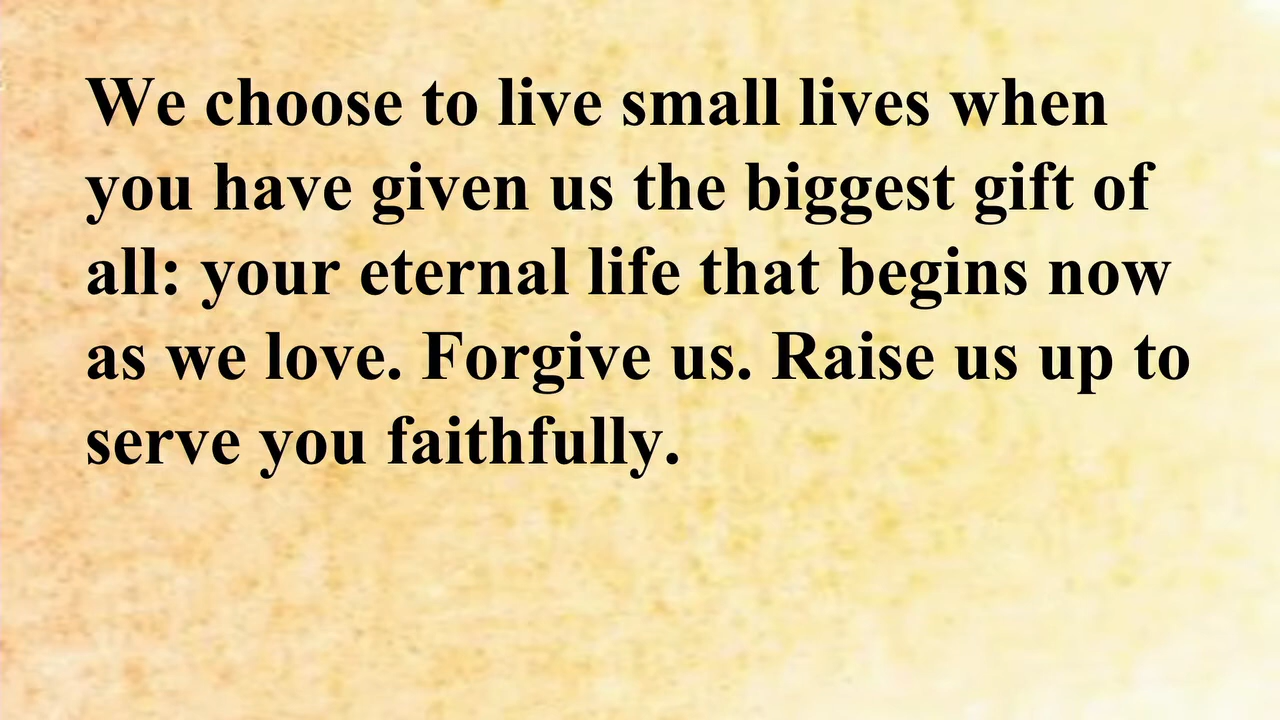 We choose to live small lives when
you have given us the biggest gift of
all: your eternal life that begins now
as we love. Forgive us. Raise us up to
serve you faithfully.